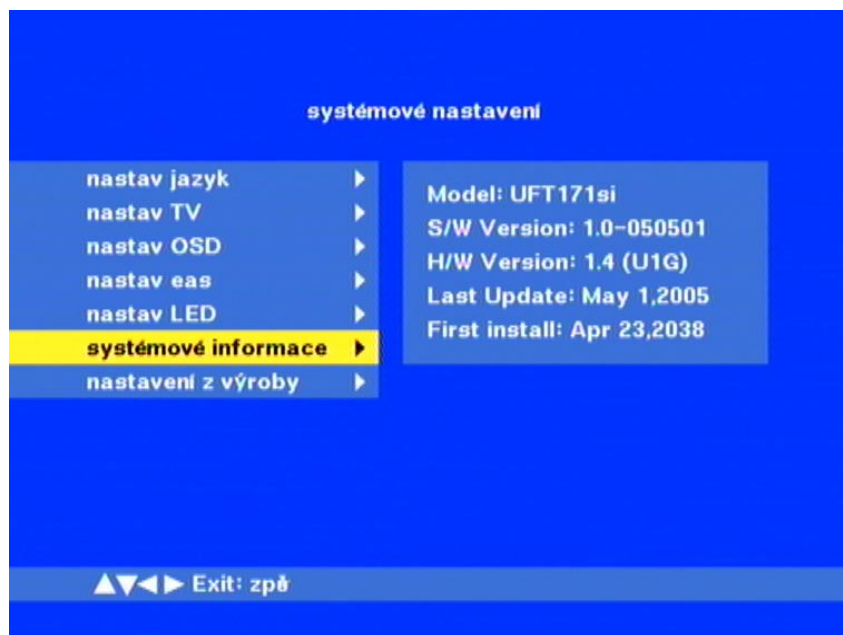 systémové nastavení
nastav jazyk
nastav TV
nastav OSD
nastav eas
nastav LED
systémové informace
nastavení z výroby
Model: UFT171si
S/W Version: 1.0-050501
H/W Version: 1.4 (U1G)
Last Update: May 1,2005
First install: Apr 23,2038
▲▼◀▶ Exit: zpět